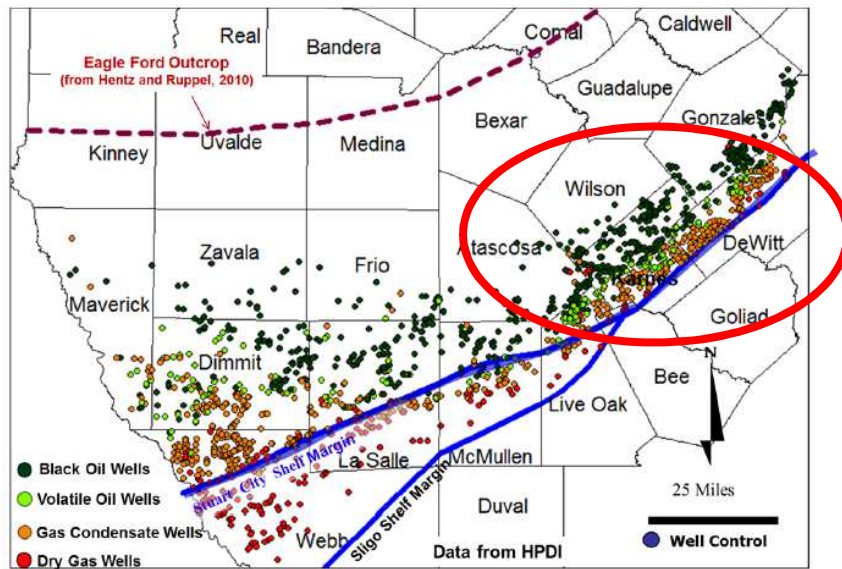 Real
Bandera
Comal
Caldwell
Eagle Ford Outcrop
(from Hentz and Ruppel, 2010)
Guadalupe
Bexar
Gonzales
Kinney
Uvalde
Medina
Wilson
Zavala
Frio
Atascosa
DeWitt
Karnes
Maverick
Goliad
Dimmit
N
Bee
Live Oak
Black Oil Wells
Stuart City Shelf Margin
La Salle
McMullen
Volatile Oil Wells
25 Miles
Gas Condensate Wells
Sligo Shelf Margin
Duval
Webb
Data from HPDI
Well Control
Dry Gas Wells